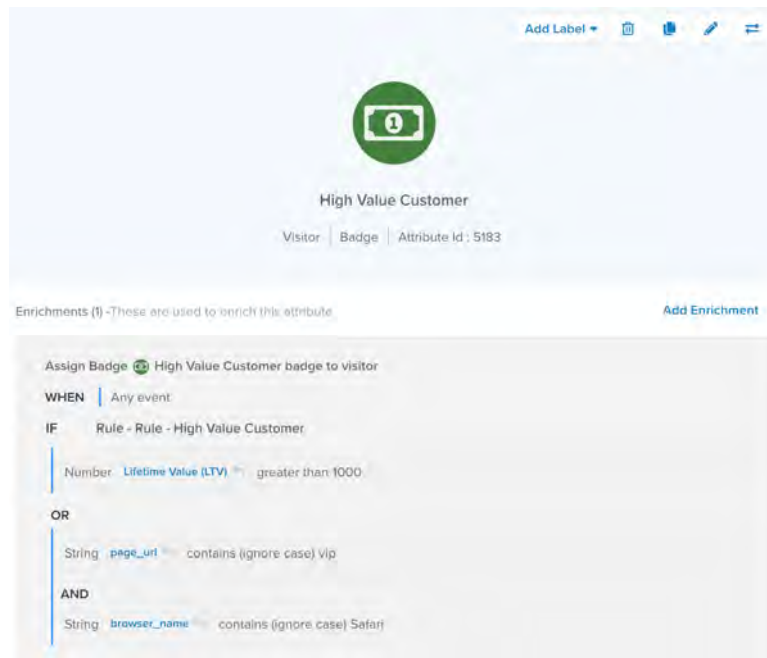 Add Label
1
High Value Customer
Visitor | Badge | Attribute Id : 5183
Enrichments (1) -These are used to enrich this attribute
Add Enrichment
Assign Badge High Value Customer badge to visitor
WHEN Any event
IF Rule - Rule - High Value Customer
Number Lifetime Value (LTV) greater than 1000
OR
String page_url contains (ignore case) vip
AND
String browser_name contains (ignore case) Safari